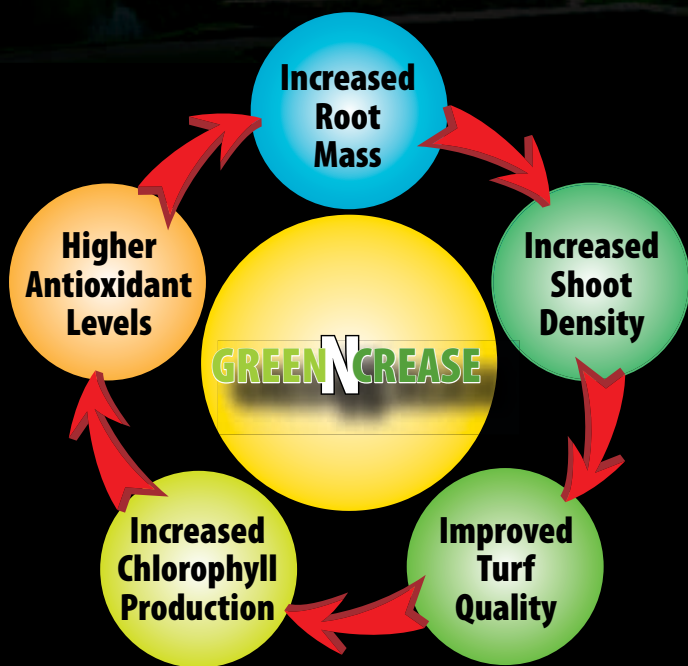 Increased
Root
Mass
Increased
Shoot
Density
Improved
Turf
Quality
Increased
Chlorophyll
Production
Higher
Antioxidant
Levels
GREENNCREASE